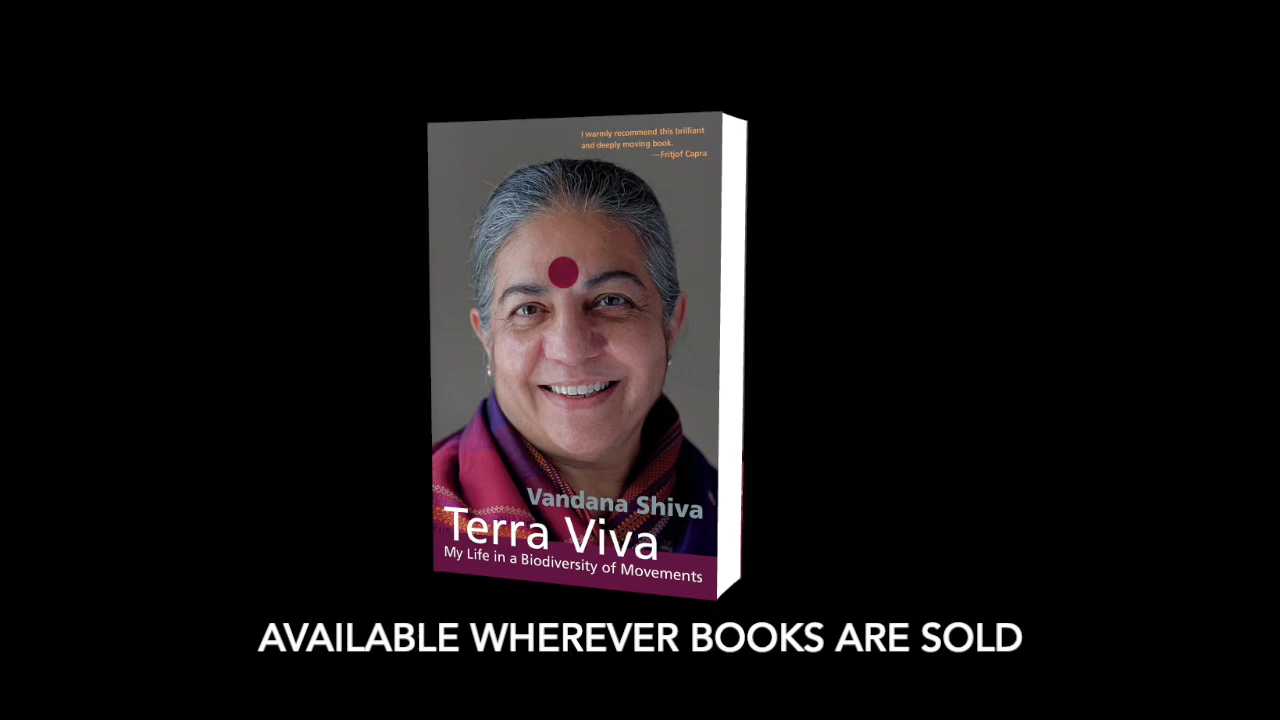 I warmly recommend this brilliant
and deeply moving book.
—Fritjof Capra
Vandana Shiva
Terra Viva
My Life in a Biodiversity of Movements
AVAILABLE WHEREVER BOOKS ARE SOLD